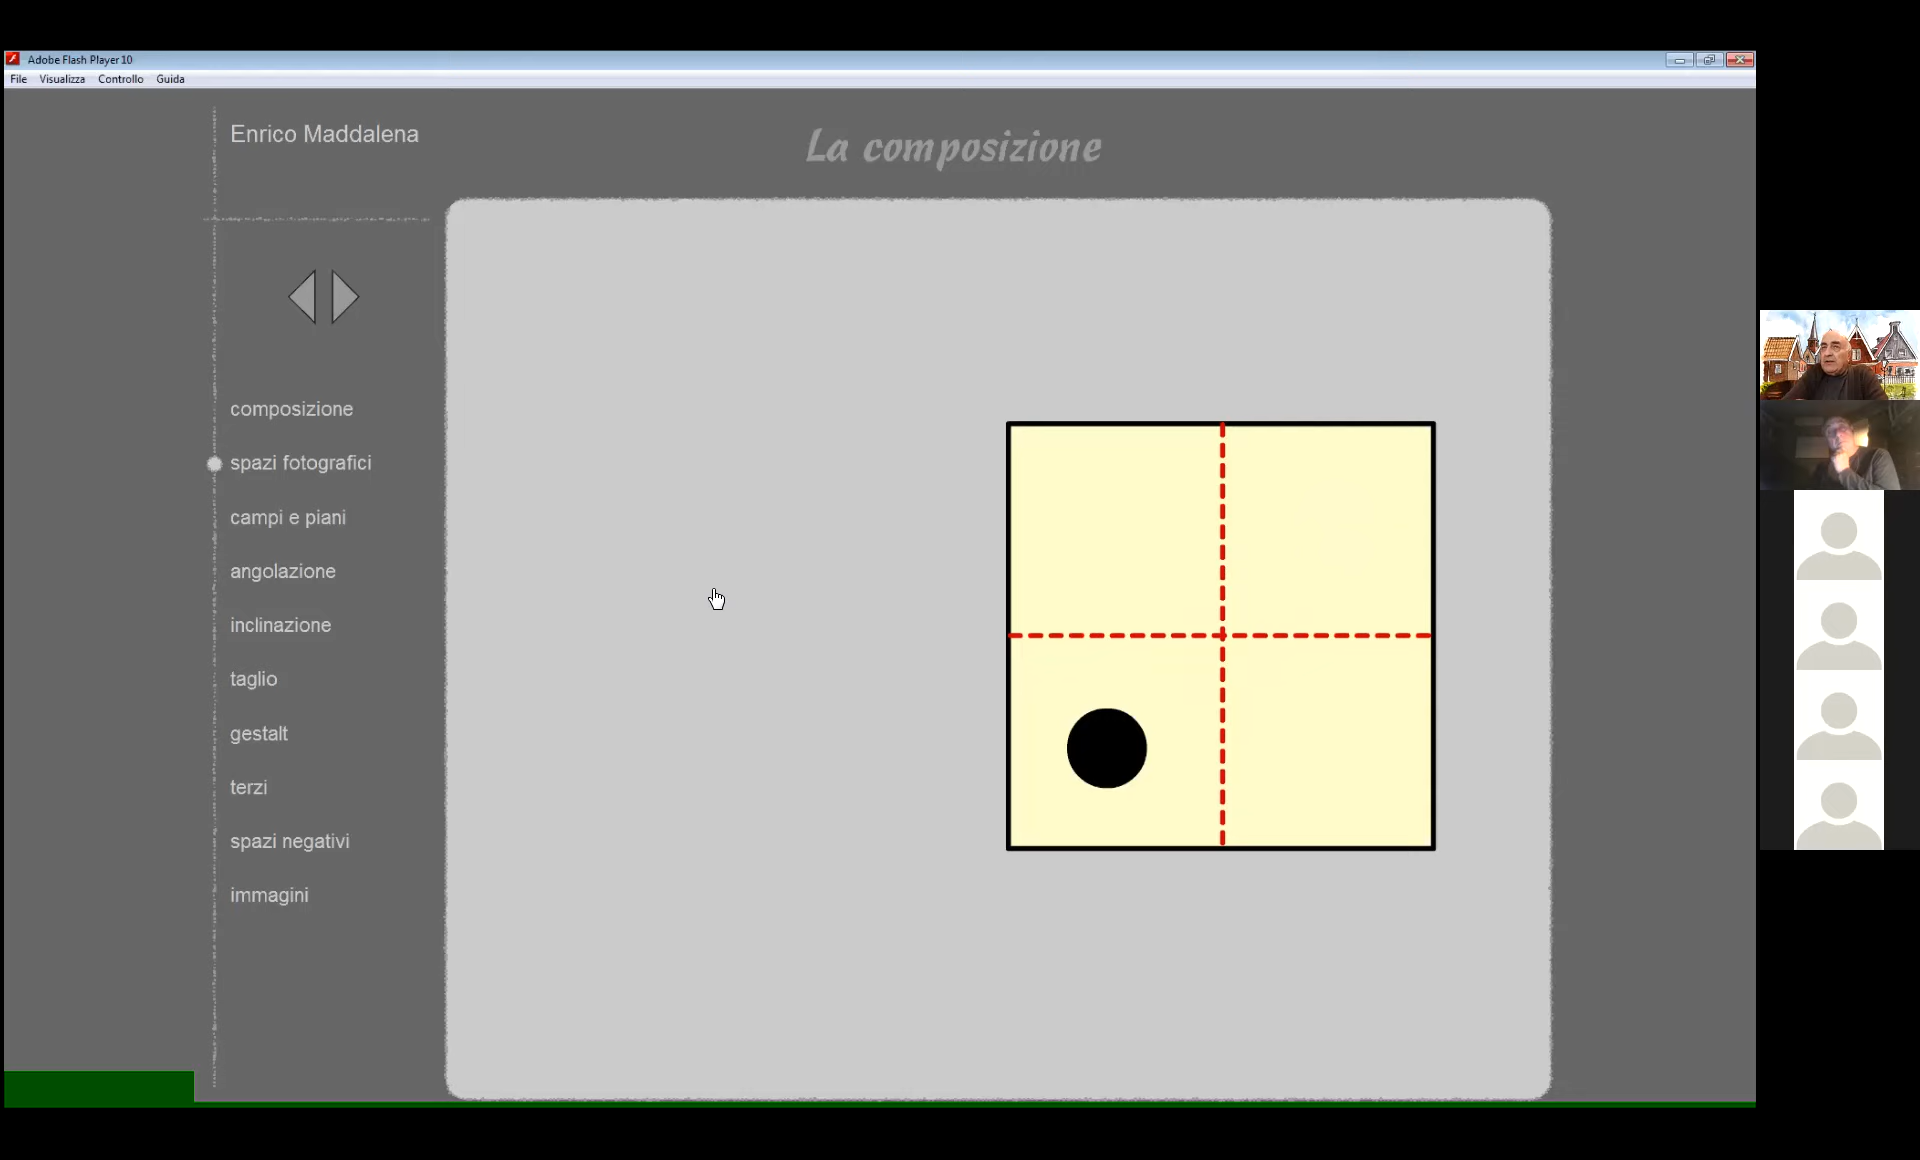 Adobe Flash Player 10
File Visualizza Controllo Guida
Enrico Maddalena
La composizione
composizione
spazi fotografici
campi e piani
angolazione
inclinazione
taglio
gestalt
terzi
spazi negativi
immagini